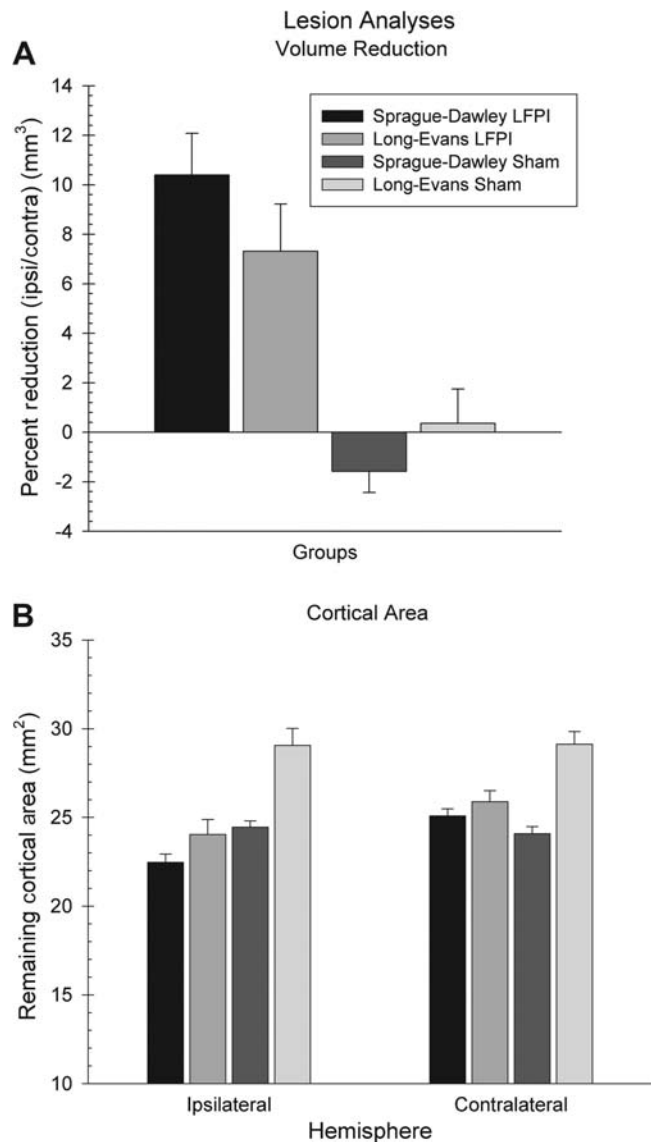 Lesion Analyses
Volume Reduction
A
14
12
10
8
6
4
2
0
-2
-4
Percent reduction (ipsi/contra) (mm³)
Sprague-Dawley LFPI
Long-Evans LFPI
Sprague-Dawley Sham
Long-Evans Sham
Groups
B
Cortical Area
35
30
25
20
15
10
Remaining cortical area (mm²)
Ipsilateral
Contralateral
Hemisphere